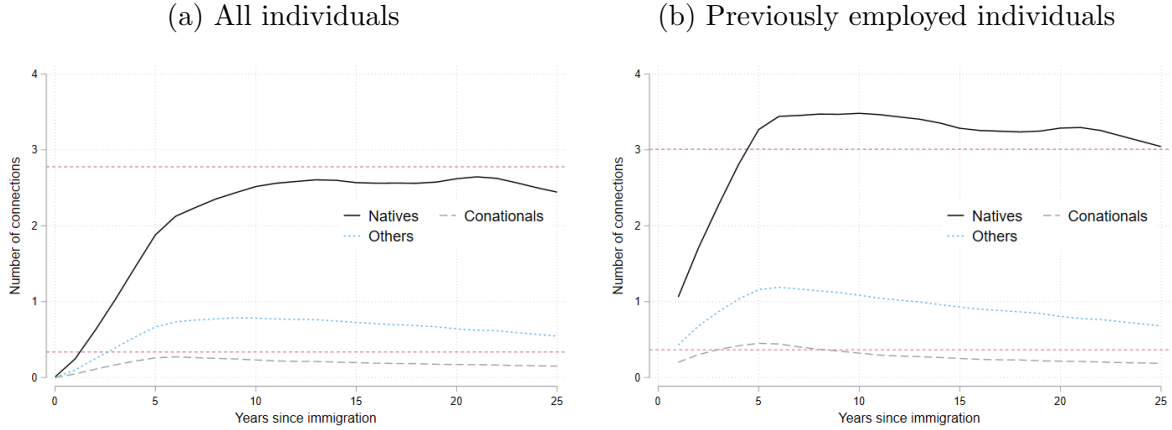 (a) All individuals
4
3
2
1
0
Number of connections
Natives
Conationals
Others
0 5 10 15 20 25
Years since immigration
(b) Previously employed individuals
4
3
2
1
0
Number of connections
Natives
Conationals
Others
0 5 10 15 20 25
Years since immigration